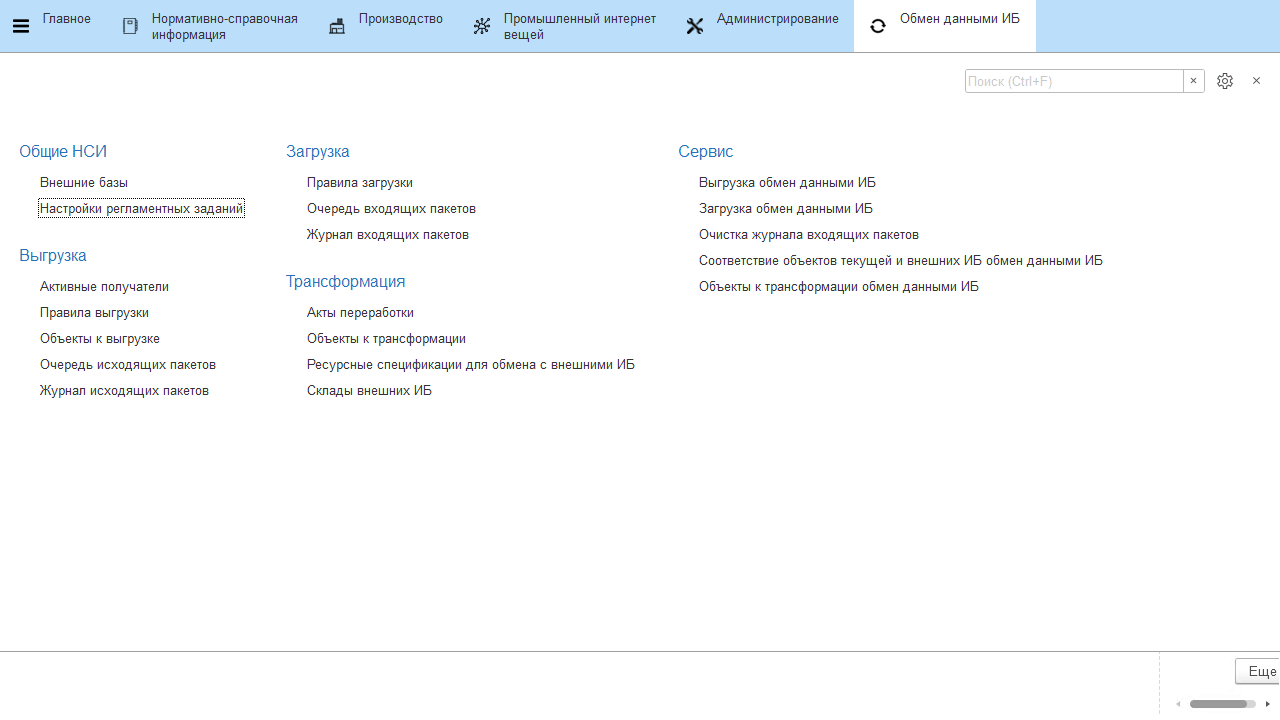 Главное
Нормативно-справочная
информация
Производство
Промышленный интернет
вещей
Администрирование
Обмен данными ИБ
Поиск (Ctrl+F)
Общие НСИ
Внешние базы
Настройки регламентных заданий
Выгрузка
Активные получатели
Правила выгрузки
Объекты к выгрузке
Очередь исходящих пакетов
Журнал исходящих пакетов
Загрузка
Правила загрузки
Очередь входящих пакетов
Журнал входящих пакетов
Трансформация
Акты переработки
Объекты к трансформации
Ресурсные спецификации для обмена с внешними ИБ
Склады внешних ИБ
Сервис
Выгрузка обмен данными ИБ
Загрузка обмен данными ИБ
Очистка журнала входящих пакетов
Соответствие объектов текущей и внешних ИБ обмен данными ИБ
Объекты к трансформации обмен данными ИБ
Еще